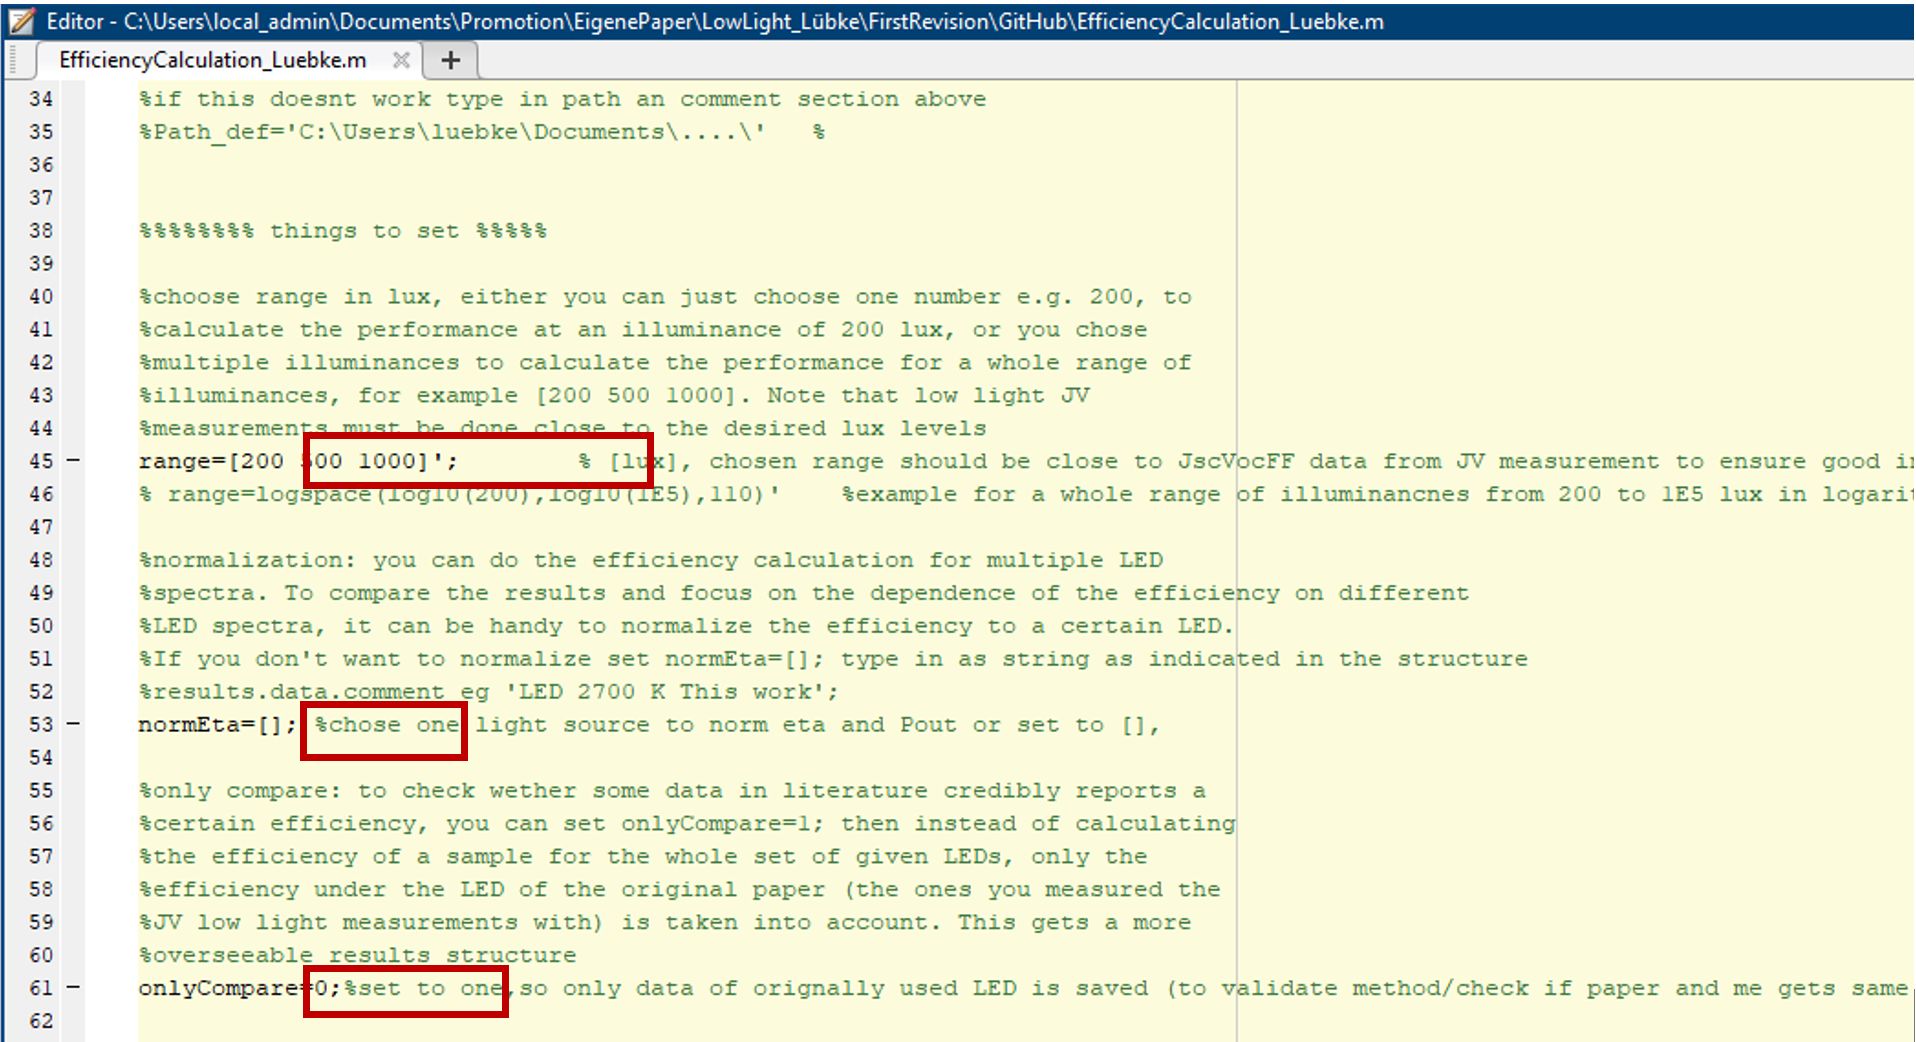 Editor - C:\Users\local_admin\Documents\Promotion\EigenePaper\LowLight_Lübke\FirstRevision\GitHub\EfficiencyCalculation_Luebke.m
EfficiencyCalculation_Luebke.m
34 %if this doesnt work type in path an comment section above
35 %Path_def='C:\Users\luebke\Documents\....\' %
36
37
38 %%%%%%%% things to set %%%%%
39
40 %choose range in lux, either you can just choose one number e.g. 200, to
41 %calculate the performance at an illuminance of 200 lux, or you chose
42 %multiple illuminances to calculate the performance for a whole range of
43 %illuminances, for example [200 500 1000]. Note that low light JV
44 %measurements must be done close to the desired lux levels
45 – range=[200 500 1000]'; % [lux], chosen range should be close to JscVocFF data from JV measurement to ensure good
46 % range=logspace(log10(200),log10(1E5),110)' %example for a whole range of illuminancnes from 200 to 1E5 lux in
47
48 %normalization: you can do the efficiency calculation for multiple LED
49 %spectra. To compare the results and focus on the dependence of the efficiency on different
50 %LED spectra, it can be handy to normalize the efficiency to a certain LED.
51 %If you don't want to normalize set normEta=[]; type in as string as indicated in the structure
52 %results.data.comment eg 'LED 2700 K This work';
53 – normEta=[]; %chose one light source to norm eta and Pout or set to [],
54
55 %only compare: to check wether some data in literature credibly reports a
56 %certain efficiency, you can set onlyCompare=1; then instead of calculating
57 %the efficiency of a sample for the whole set of given LEDs, only the
58 %efficiency under the LED of the original paper (the ones you measured the
59 %JV low light measurements with) is taken into account. This gets a more
60 %overseeable results structure
61 – onlyCompare=0;%set to one,so only data of orignally used LED is saved (to validate method/check if paper and me gets same
62